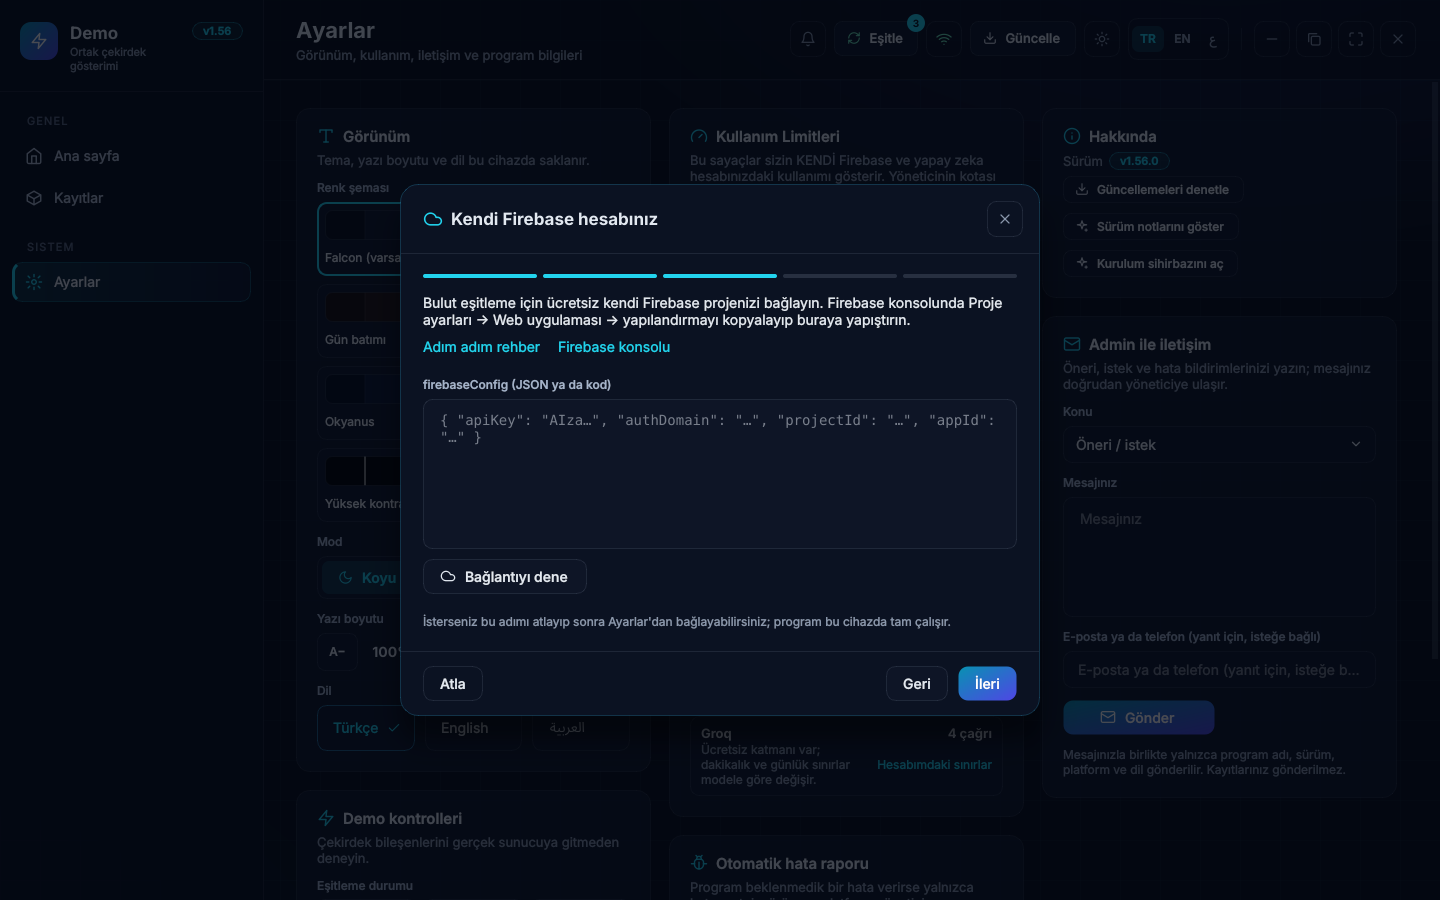 Demo
v1.56
Ortak çekirdek
gösterimi
GENEL
Ana sayfa
Kayıtlar
SISTEM
Ayarlar
Ayarlar
Görünüm, kullanım, iletişim ve program bilgileri
Eşitle
3
Güncelle
TR
EN
ع
Görünüm
Tema, yazı boyutu ve dil bu cihazda saklanır.
Renk şeması
Falcon (varsa
Gün batımı
Okyanus
Yüksek kontra
Mod
Koyu
Yazı boyutu
A−
100%
Dil
Türkçe
English
العربية
Demo kontrolleri
Çekirdek bileşenlerini gerçek sunucuya gitmeden
deneyin.
Eşitleme durumu
Kullanım Limitleri
Bu sayaçlar sizin KENDİ Firebase ve yapay zeka
hesabınızdaki kullanımı gösterir. Yöneticinin kotası
Kendi Firebase hesabınız
Bulut eşitleme için ücretsiz kendi Firebase projenizi bağlayın. Firebase konsolunda Proje
ayarları → Web uygulaması → yapılandırmayı kopyalayıp buraya yapıştırın.
Adım adım rehber
Firebase konsolu
firebaseConfig (JSON ya da kod)
{ "apiKey": "AIza…", "authDomain": "…", "projectId": "…", "appId":
"…" }
Bağlantıyı dene
İsterseniz bu adımı atlayıp sonra Ayarlar'dan bağlayabilirsiniz; program bu cihazda tam çalışır.
Atla
Geri
İleri
Groq
4 çağrı
Ücretsiz katmanı var;
dakikalık ve günlük sınırlar
modele göre değişir.
Hesabımdaki sınırlar
Otomatik hata raporu
Program beklenmedik bir hata verirse yalnızca
Hakkında
Sürüm
v1.56.0
Güncellemeleri denetle
Sürüm notlarını göster
Kurulum sihirbazını aç
Admin ile iletişim
Öneri, istek ve hata bildirimlerinizi yazın; mesajınız
doğrudan yöneticiye ulaşır.
Konu
Öneri / istek
Mesajınız
Mesajınız
E-posta ya da telefon (yanıt için, isteğe bağlı)
E-posta ya da telefon (yanıt için, isteğe b...
Gönder
Mesajınızla birlikte yalnızca program adı, sürüm,
platform ve dil gönderilir. Kayıtlarınız gönderilmez.